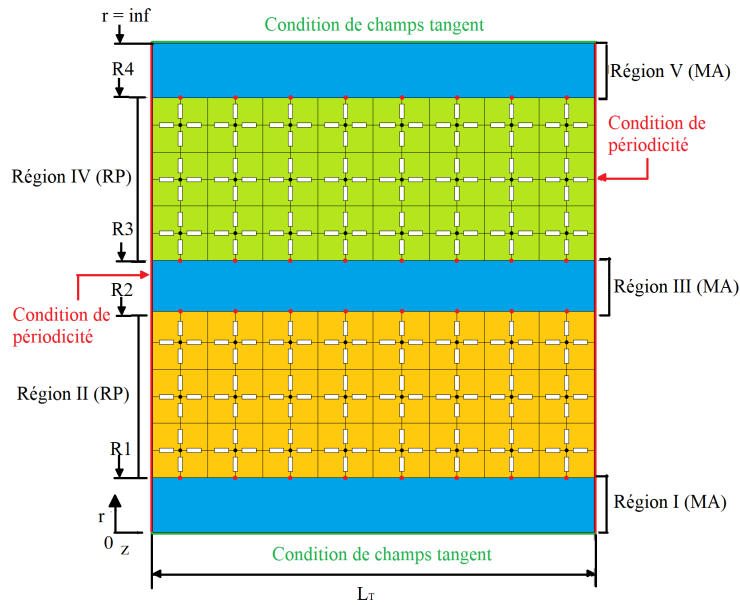 Condition de champs tangent
r = inf
R4
Région V (MA)
Condition de
périodicité
Région IV (RP)
R3
R2
Région III (MA)
Condition de
périodicité
Région II (RP)
R1
Région I (MA)
r
0 z
Condition de champs tangent
LT